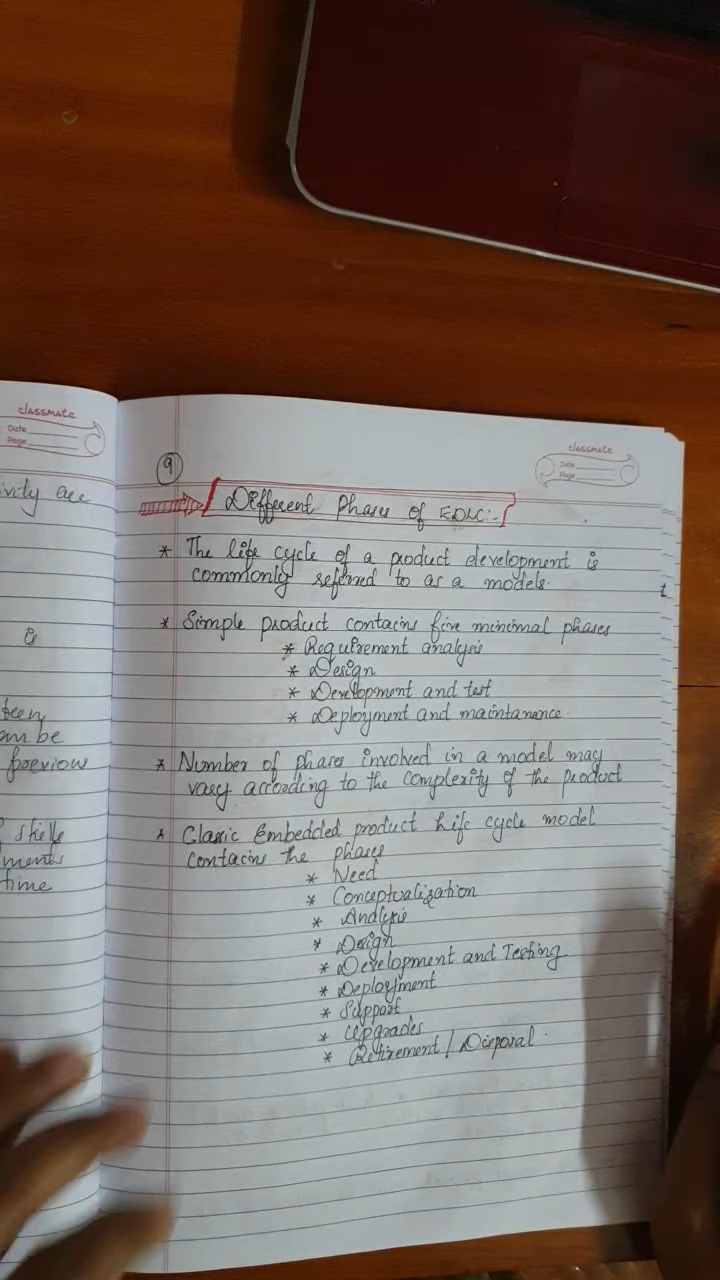 classmate
Date
Page
ivity are
is
been
can be
previous
skills
ments
time
classmate
Date
Page
9
Different Phases of EDLC:-
* The life cycle of a product development is
commonly referred to as a models.
* Simple product contains five minimal phases
* Requirement analysis
* Design
* Development and test
* Deployment and maintanance.
* Number of phases involved in a model may
vary according to the complexity of the product
* Classic Embedded product Life cycle model
contains the phases
* Need
* Conceptualization
* Analysis
* Design
* Development and Testing
* Deployment
* Support
* Upgrades
* Retirement / Disposal.